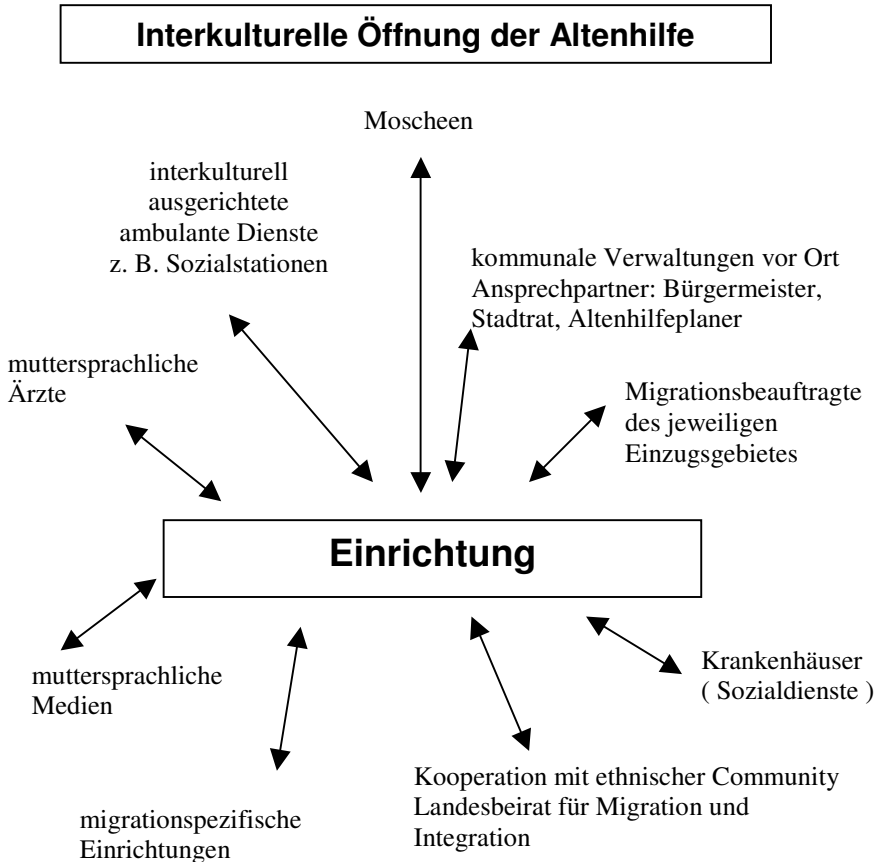 Interkulturelle Öffnung der Altenhilfe
Moscheen
interkulturell
ausgerichtete
ambulante Dienste
z. B. Sozialstationen
kommunale Verwaltungen vor Ort
Ansprechpartner: Bürgermeister,
Stadtrat, Altenhilfeplaner
muttersprachliche
Ärzte
Migrationsbeauftragte
des jeweiligen
Einzugsgebietes
Einrichtung
muttersprachliche
Medien
Krankenhäuser
( Sozialdienste )
migrationspezifische
Einrichtungen
Kooperation mit ethnischer Community
Landesbeirat für Migration und
Integration